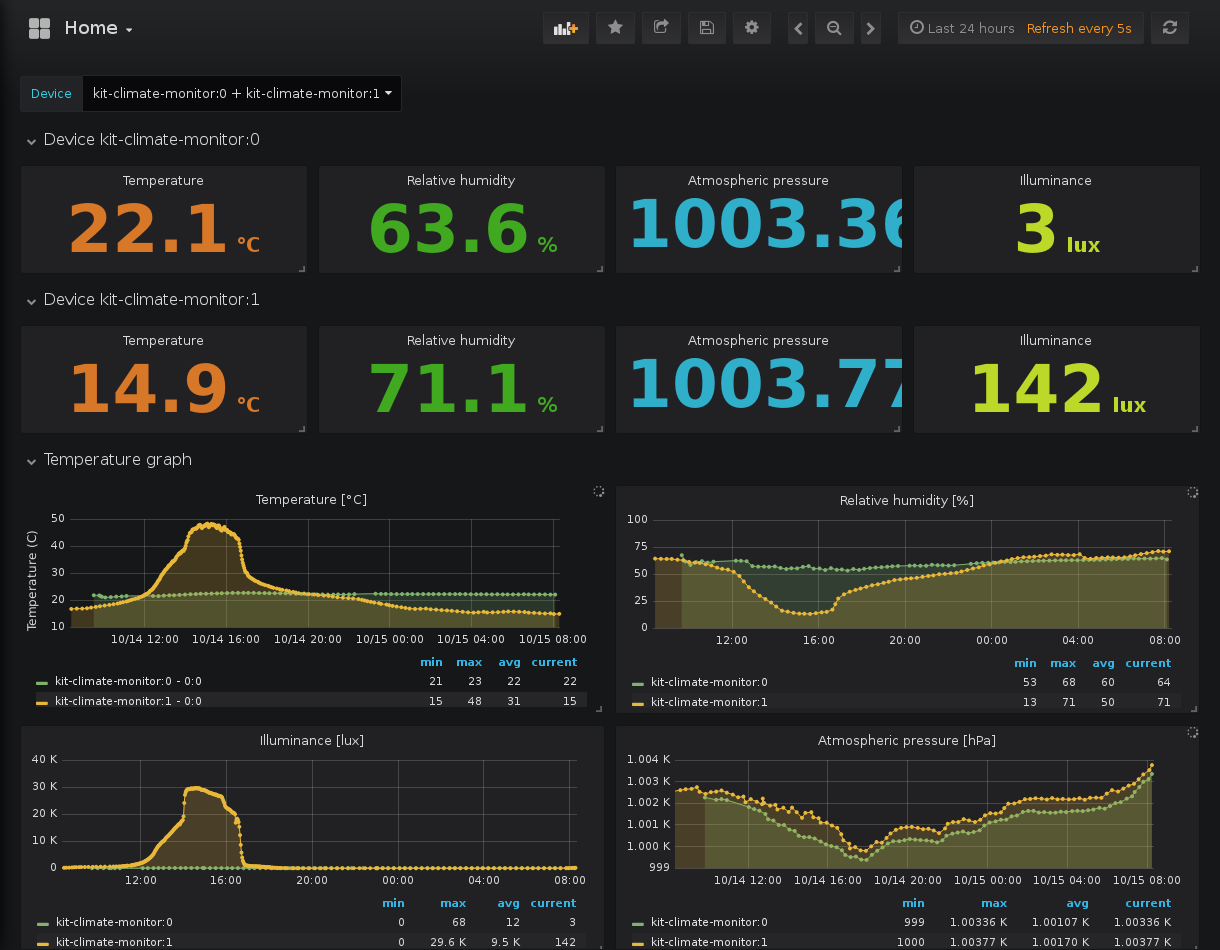 Home
Last 24 hours Refresh every 5s
Device kit-climate-monitor:0 + kit-climate-monitor:1
Device kit-climate-monitor:0
Temperature Relative humidity Atmospheric pressure Illuminance
22.1 °C 63.6 % 1003.36 3 lux
Device kit-climate-monitor:1
Temperature Relative humidity Atmospheric pressure Illuminance
14.9 °C 71.1 % 1003.77 142 lux
Temperature graph
Temperature [°C]
Temperature (C)
50
40
30
20
10
10/14 12:00 10/14 16:00 10/14 20:00 10/15 00:00 10/15 04:00 10/15 08:00
min max avg current
kit-climate-monitor:0 - 0:0 21 23 22 22
kit-climate-monitor:1 - 0:0 15 48 31 15
Relative humidity [%]
100
75
50
25
0
12:00 16:00 20:00 00:00 04:00 08:00
min max avg current
kit-climate-monitor:0 53 68 60 64
kit-climate-monitor:1 13 71 50 71
Illuminance [lux]
40 K
30 K
20 K
10 K
0
12:00 16:00 20:00 00:00 04:00 08:00
min max avg current
kit-climate-monitor:0 0 68 12 3
kit-climate-monitor:1 0 29.6 K 9.5 K 142
Atmospheric pressure [hPa]
1.004 K
1.003 K
1.002 K
1.001 K
1.000 K
999
10/14 12:00 10/14 16:00 10/14 20:00 10/15 00:00 10/15 04:00 10/15 08:00
min max avg current
kit-climate-monitor:0 999 1.00336 K 1.00107 K 1.00336 K
kit-climate-monitor:1 1000 1.00377 K 1.00170 K 1.00377 K